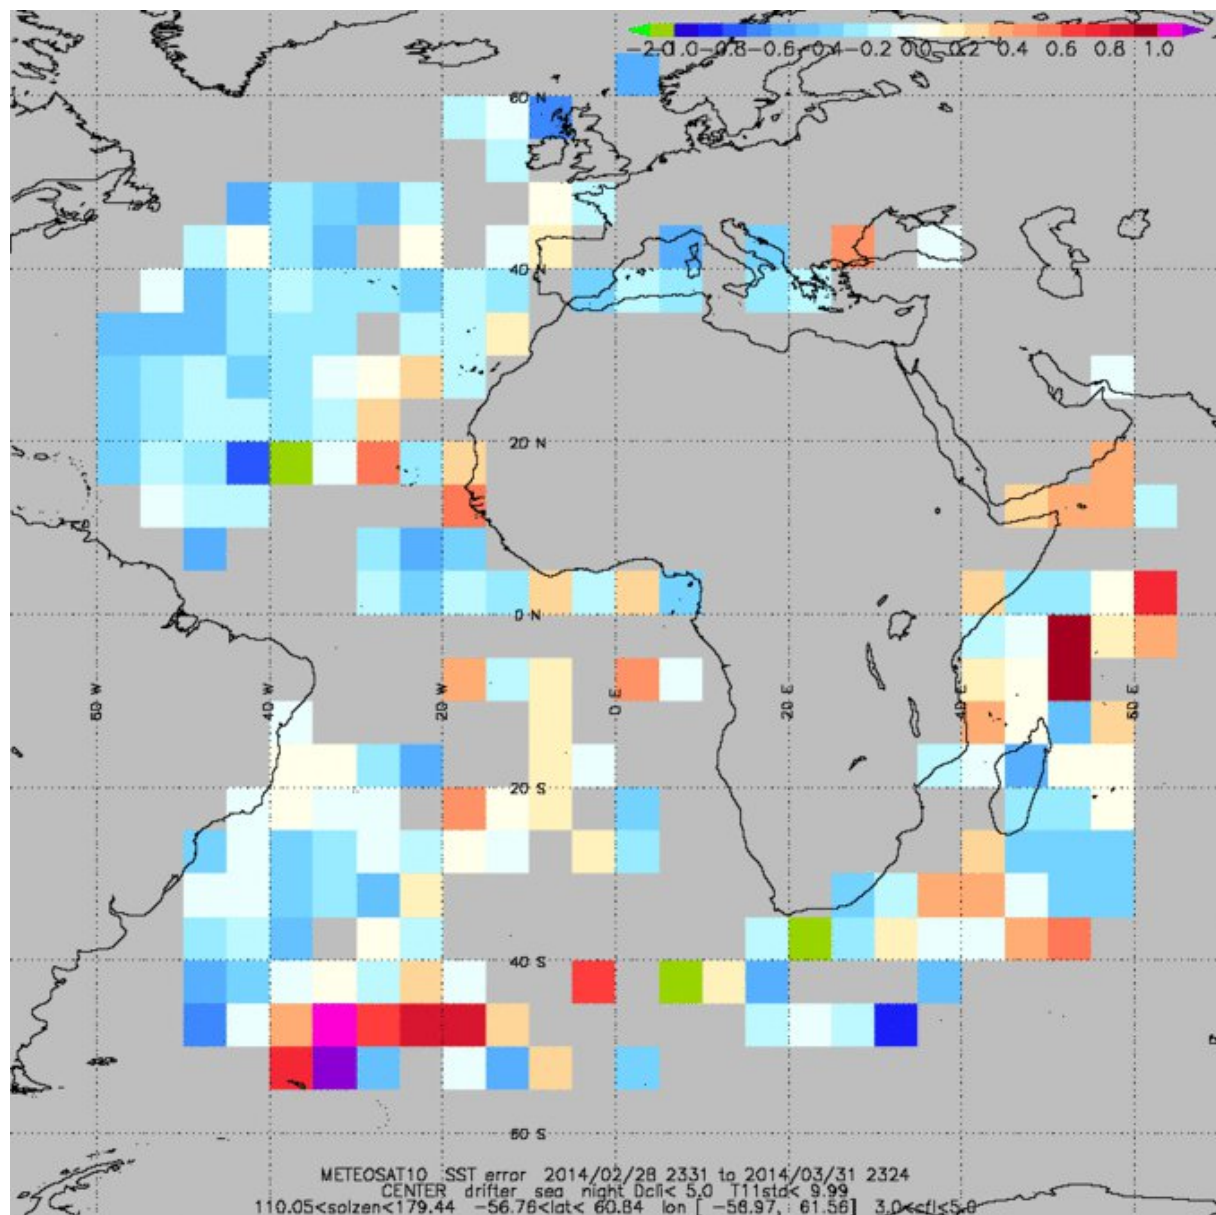 -2.0 -1.0 -0.8 -0.6 -0.4 -0.2 0.0 0.2 0.4 0.6 0.8 1.0
60 N
40 N
20 N
0 N
60 W 40 W 20 W 0 E 20 E 40 E 60 E
20 S
40 S
60 S
METEOSAT10 SST error 2014/02/28 2331 to 2014/03/31 2324
CENTER drifter sea night Dcfl< 5.0 T11std< 9.99
110.05<solzen<179.44 -56.76<lat< 60.84 lon [ -58.97, 61.56] 3.0<cfl<5.0